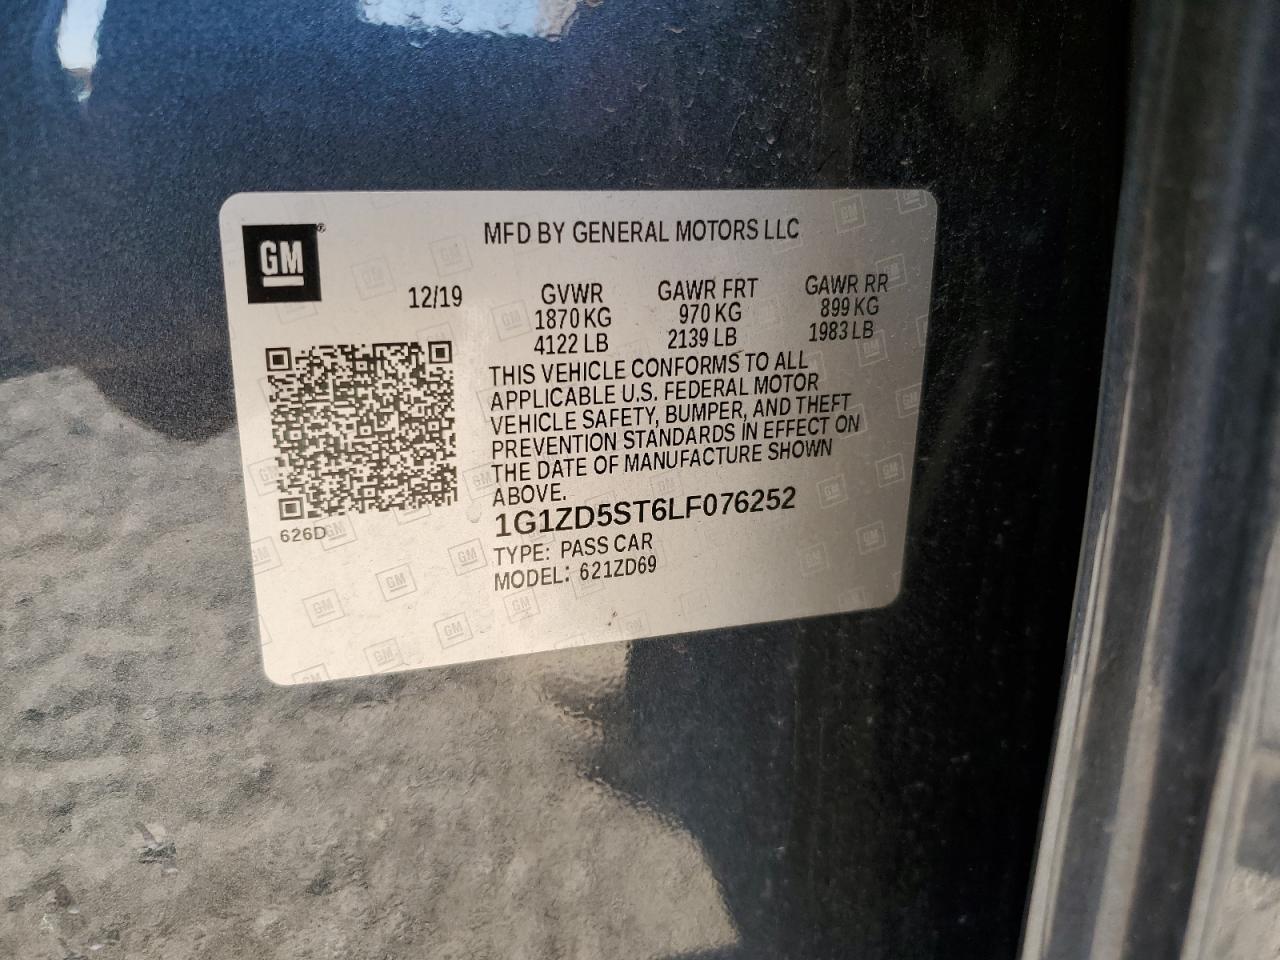 GM®
MFD BY GENERAL MOTORS LLC
12/19
GVWR GAWR FRT GAWR RR
1870 KG 970 KG 899 KG
4122 LB 2139 LB 1983 LB
THIS VEHICLE CONFORMS TO ALL
APPLICABLE U.S. FEDERAL MOTOR
VEHICLE SAFETY, BUMPER, AND THEFT
PREVENTION STANDARDS IN EFFECT ON
THE DATE OF MANUFACTURE SHOWN
ABOVE.
626D
1G1ZD5ST6LF076252
TYPE: PASS CAR
MODEL: 621ZD69